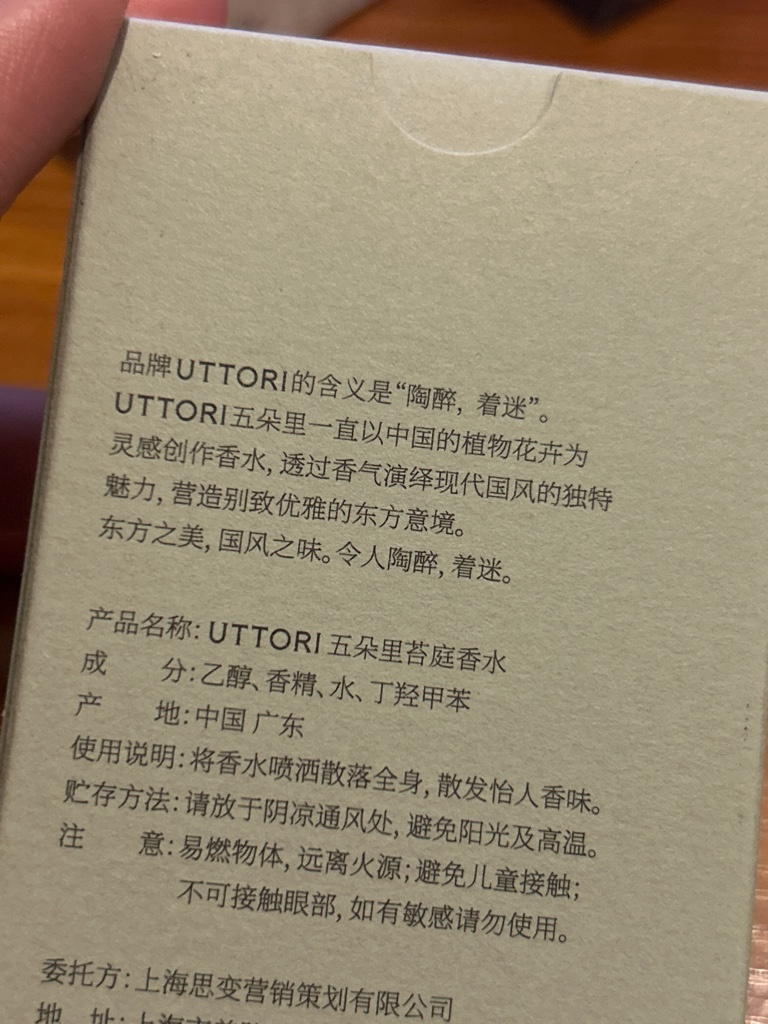 品牌UTTORI的含义是“陶醉, 着迷”。
UTTORI五朵里一直以中国的植物花卉为
灵感创作香水, 透过香气演绎现代国风的独特
魅力, 营造别致优雅的东方意境。
东方之美, 国风之味。令人陶醉, 着迷。
产品名称: UTTORI 五朵里苔庭香水
成 分: 乙醇、香精、水、丁羟甲苯
产 地: 中国 广东
使用说明: 将香水喷洒散落全身, 散发怡人香味。
贮存方法: 请放于阴凉通风处, 避免阳光及高温。
注 意: 易燃物体, 远离火源; 避免儿童接触;
不可接触眼部, 如有敏感请勿使用。
委托方: 上海思变营销策划有限公司
地 址: 上海市